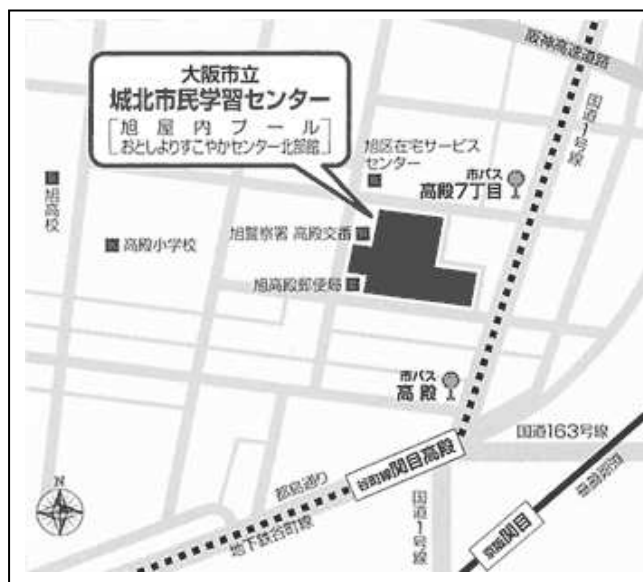 大阪市立
城北市民学習センター
[旭屋内プール
おとしよりすこやかセンター北部館]
阪神高速道路
国道1号線
旭区在宅サービス
センター
市バス
高殿7丁目
旭高校
高殿小学校
旭警察署 高殿交番
旭高殿郵便局
市バス
高殿
国道163号線
谷町線関目高殿
都島通り
地下鉄谷町線
国道1号線
京阪関目
N